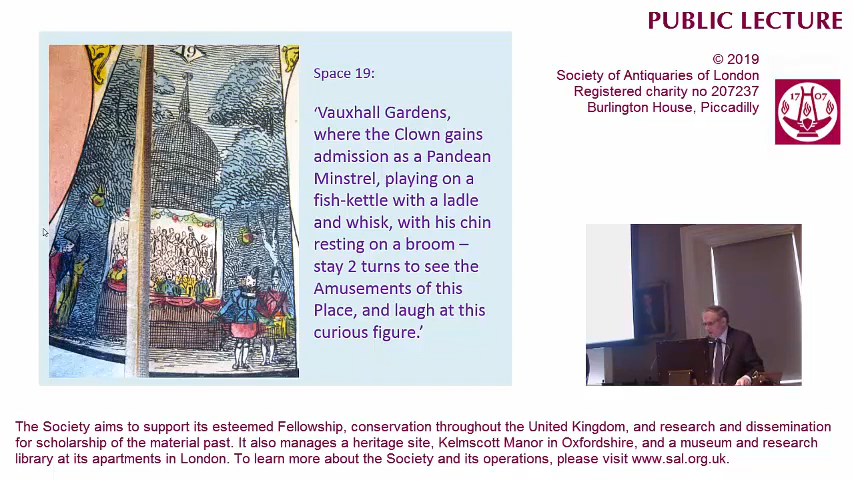 PUBLIC LECTURE
© 2019
Society of Antiquaries of London
Registered charity no 207237
Burlington House, Piccadilly
17 07
19
Space 19:
‘Vauxhall Gardens,
where the Clown gains
admission as a Pandean
Minstrel, playing on a
fish-kettle with a ladle
and whisk, with his chin
resting on a broom –
stay 2 turns to see the
Amusements of this
Place, and laugh at this
curious figure.’
The Society aims to support its esteemed Fellowship, conservation throughout the United Kingdom, and research and dissemination
for scholarship of the material past. It also manages a heritage site, Kelmscott Manor in Oxfordshire, and a museum and research
library at its apartments in London. To learn more about the Society and its operations, please visit www.sal.org.uk.